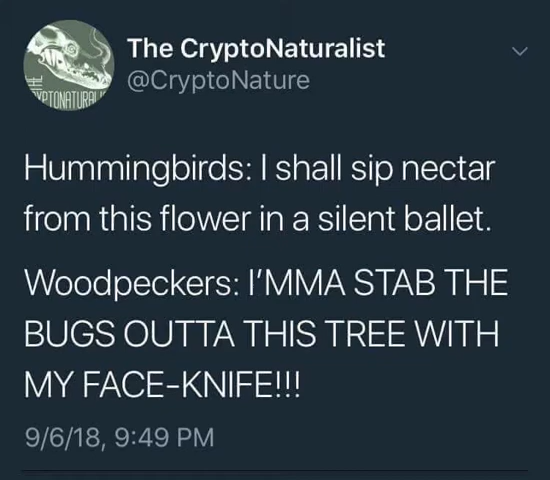 The CryptoNaturalist
@CryptoNature
THE
Hummingbirds: I shall sip nectar
from this flower in a silent ballet.
Woodpeckers: I'MMA STAB THE
BUGS OUTTA THIS TREE WITH
MY FACE-KNIFE!!!
9/6/18, 9:49 PM